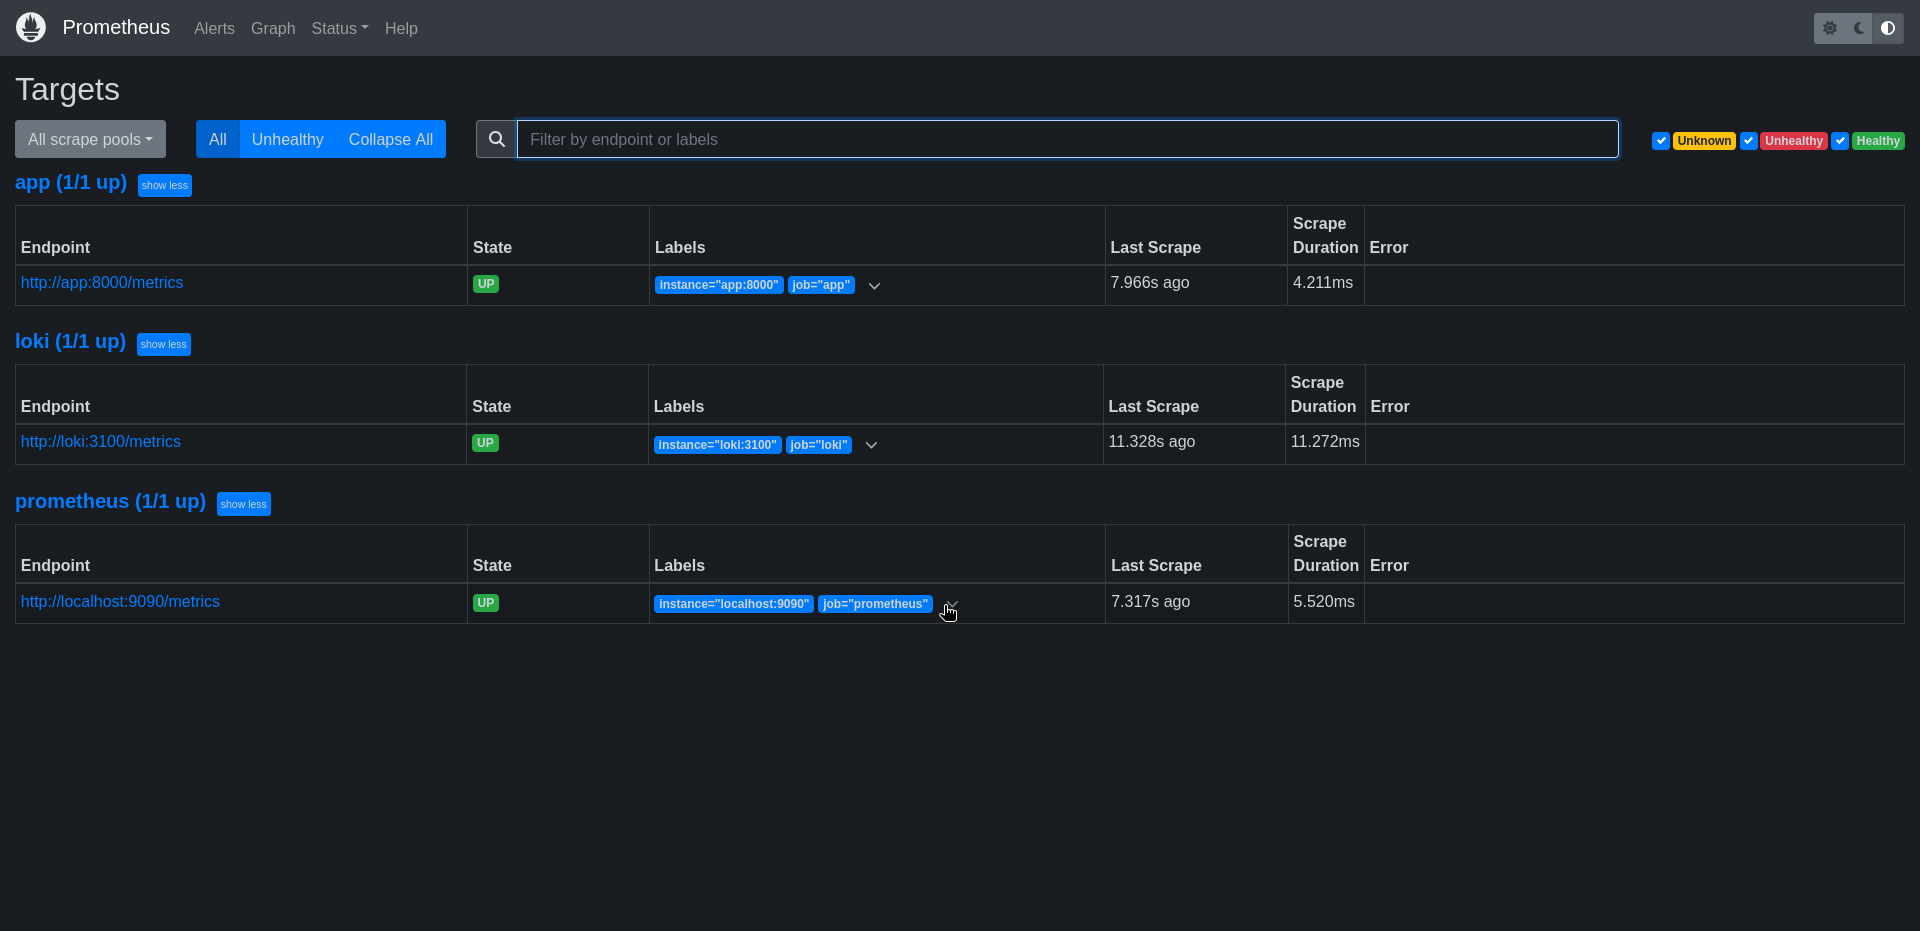 Prometheus Alerts Graph Status Help
Targets
All scrape pools All Unhealthy Collapse All Filter by endpoint or labels Unknown Unhealthy Healthy
app (1/1 up) show less
Endpoint State Labels Last Scrape Scrape Duration Error
http://app:8000/metrics UP instance="app:8000" job="app" 7.966s ago 4.211ms
loki (1/1 up) show less
Endpoint State Labels Last Scrape Scrape Duration Error
http://loki:3100/metrics UP instance="loki:3100" job="loki" 11.328s ago 11.272ms
prometheus (1/1 up) show less
Endpoint State Labels Last Scrape Scrape Duration Error
http://localhost:9090/metrics UP instance="localhost:9090" job="prometheus" 7.317s ago 5.520ms